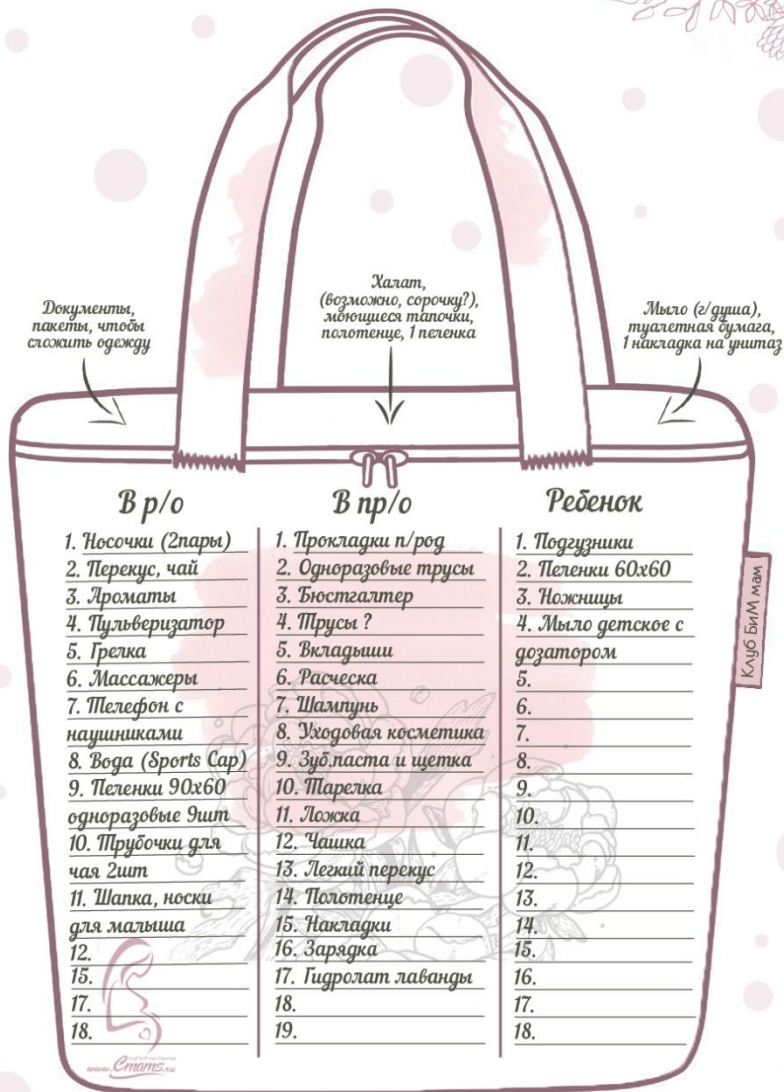 Документы,
пакеты, чтобы
сложить одежду
Халат,
(возможно, сорочку?),
моющиеся тапочки,
полотенце, 1 пеленка
Мыло (г/душа),
туалетная бумага,
1 накладка на унитаз
В р/о
1. Носочки (2пары)
2. Перекус, чай
3. Ароматы
4. Пульверизатор
5. Грелка
6. Массажеры
7. Телефон с
наушниками
8. Вода (Sports Cap)
9. Пеленки 90х60
одноразовые 9шт
10. Трубочки для
чая 2шт
11. Шапка, носки
для малыша
12.
15.
17.
18.
В пр/о
1. Прокладки п/род
2. Одноразовые трусы
3. Бюстгалтер
4. Трусы ?
5. Вкладыши
6. Расческа
7. Шампунь
8. Уходовая косметика
9. Зуб.паста и щетка
10. Тарелка
11. Ложка
12. Чашка
13. Легкий перекус
14. Полотенце
15. Накладки
16. Зарядка
17. Гидролат лаванды
18.
19.
Ребенок
1. Подгузники
2. Пеленки 60х60
3. Ножницы
4. Мыло детское с
дозатором
5.
6.
7.
8.
9.
10.
11.
12.
13.
14.
15.
16.
17.
18.
Клуб БиМ мам
www.Cmams.ru